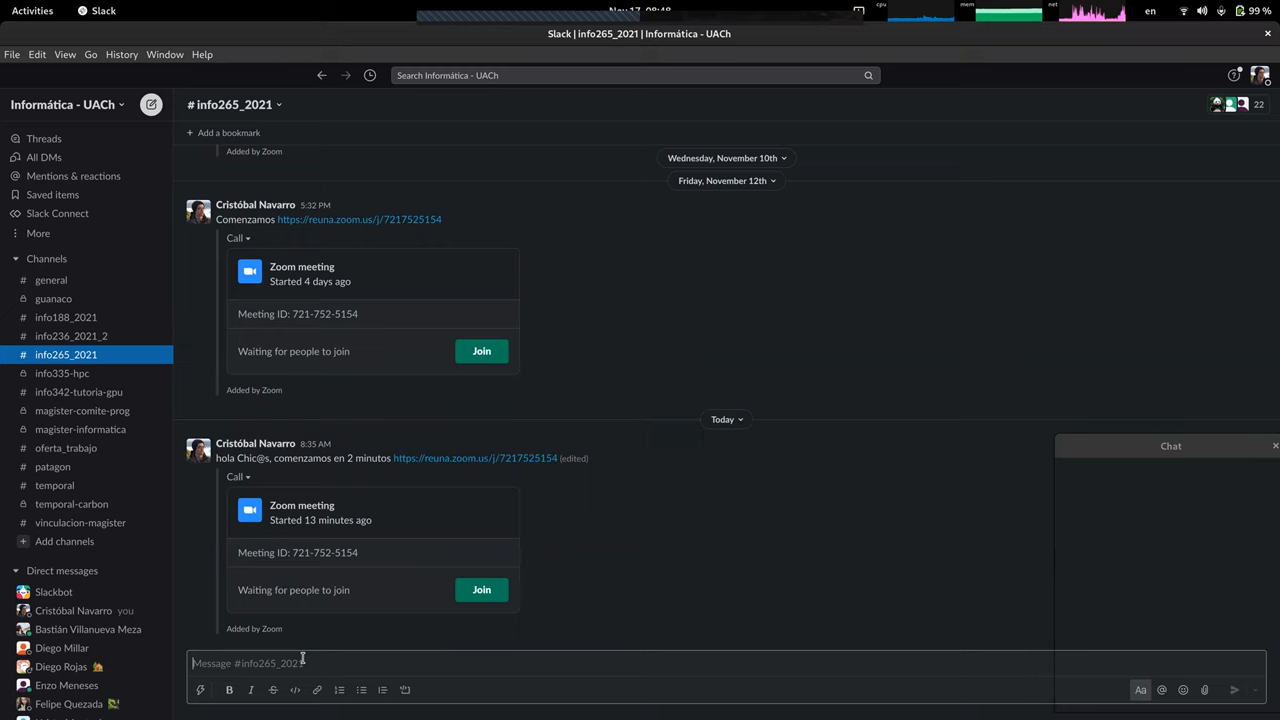 Activities
Slack
Nov 17, 08:48
cpu
mem
net
en
99 %
Slack | info265_2021 | Informática - UACh
File Edit View Go History Window Help
Search Informática - UACh
Informática - UACh
Threads
All DMs
Mentions & reactions
Saved items
Slack Connect
More
Channels
# general
guanaco
# info188_2021
# info236_2021_2
# info265_2021
info335-hpc
# info342-tutoria-gpu
magister-comite-prog
magister-informatica
# oferta_trabajo
# patagon
# temporal
temporal-carbon
# vinculacion-magister
Add channels
Direct messages
Slackbot
Cristóbal Navarro you
Bastián Villanueva Meza
Diego Millar
Diego Rojas
Enzo Meneses
Felipe Quezada
# info265_2021
22
+ Add a bookmark
Added by Zoom
Wednesday, November 10th
Friday, November 12th
Cristóbal Navarro 5:32 PM
Comenzamos https://reuna.zoom.us/j/7217525154
Call
Zoom meeting
Started 4 days ago
Meeting ID: 721-752-5154
Waiting for people to join
Join
Added by Zoom
Today
Cristóbal Navarro 8:35 AM
hola Chic@s, comenzamos en 2 minutos https://reuna.zoom.us/j/7217525154 (edited)
Call
Zoom meeting
Started 13 minutes ago
Meeting ID: 721-752-5154
Waiting for people to join
Join
Added by Zoom
Message #info265_2021
B I S
Aa @
Chat